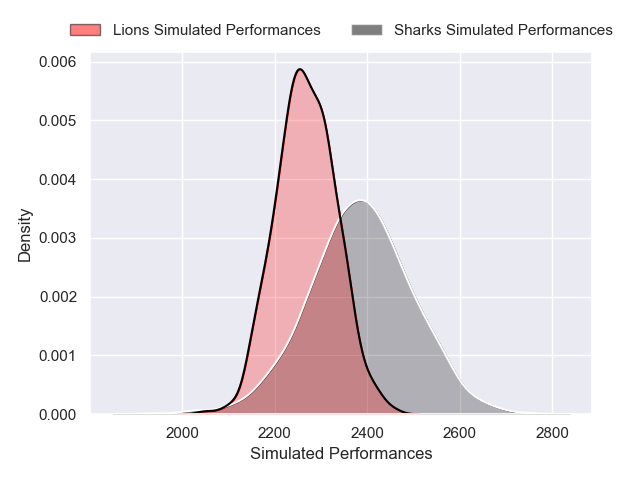 Lions Simulated Performances Sharks Simulated Performances
0.006
0.005
0.004
0.003
0.002
0.001
0.000
Density
2000 2200 2400 2600 2800
Simulated Performances